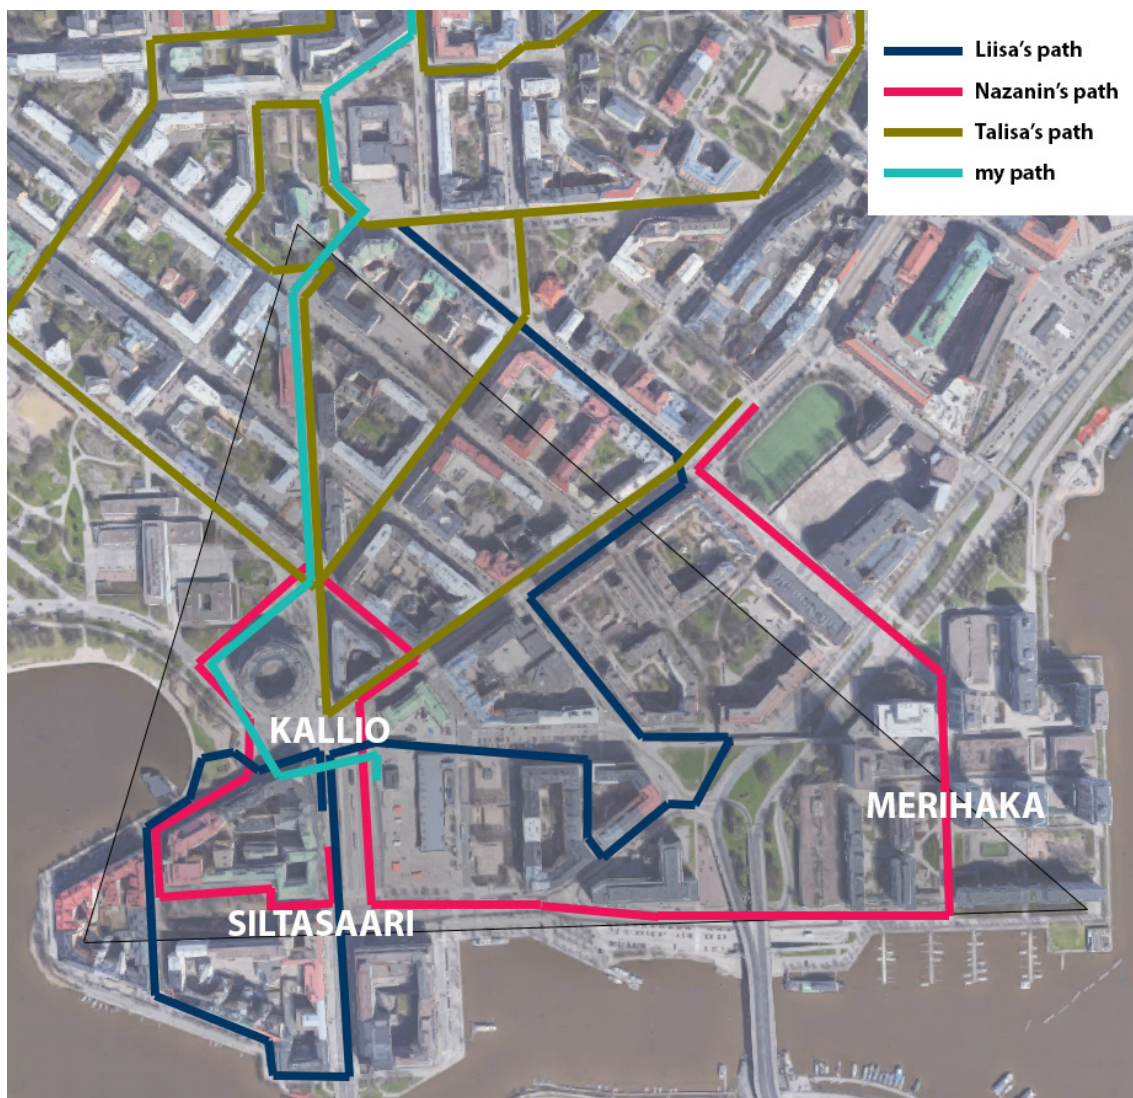 Liisa’s path
Nazanin’s path
Talisa’s path
my path
KALLIO
MERIHAKA
SILTASAARI